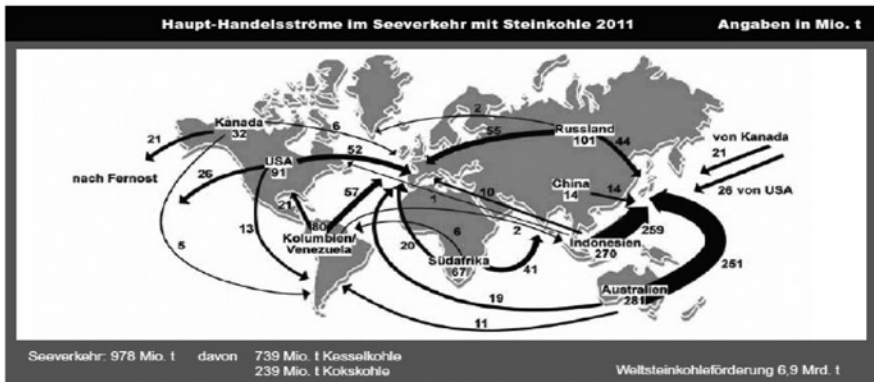 Haupt-Handelsströme im Seeverkehr mit Steinkohle 2011 Angaben in Mio. t
Kanada
32
21
nach Fernost
6
2
USA
91
52
26
55
Russland
101
44
von Kanada
21
26 von USA
China
14
14
21
57
1
10
13
80
Kolumbien/
Venezuela
5
6
20
2
Südafrika
67
41
Indonesien
270
259
251
Australien
281
19
11
Seeverkehr: 978 Mio. t davon 739 Mio. t Kesselkohle
239 Mio. t Kokskohle
Weltsteinkohleförderung 6,9 Mrd. t